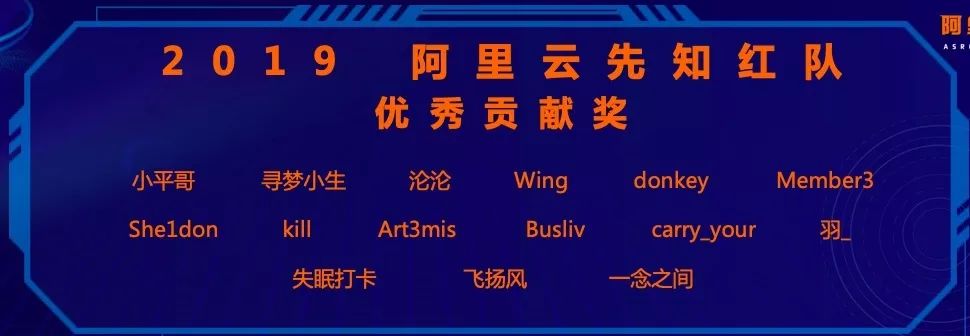 2019 阿里云先知红队
优秀贡献奖
小平哥 寻梦小生 沦沦 Wing donkey Member3
She1don kill Art3mis Busliv carry_your 羽_
失眠打卡 飞扬风 一念之间
阿
ASR